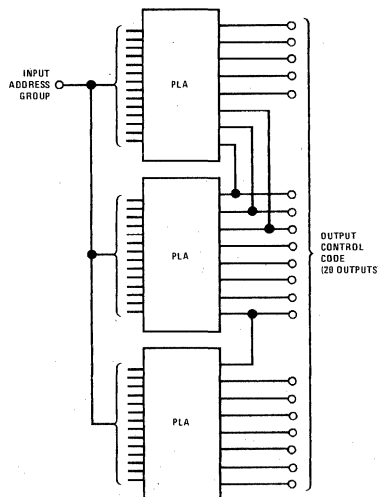 INPUT
ADDRESS
GROUP
PLA
PLA
OUTPUT
CONTROL
CODE
(20 OUTPUTS
PLA